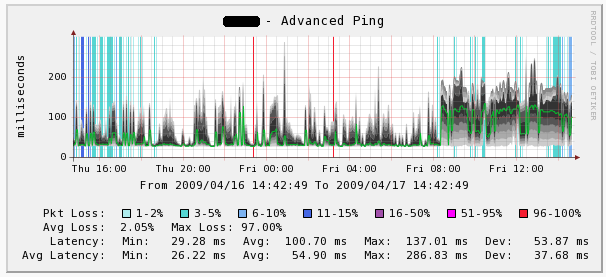 - Advanced Ping
RRDTOOL / TOBI OETIKER
milliseconds
200
100
0
Thu 16:00 Thu 20:00 Fri 00:00 Fri 04:00 Fri 08:00 Fri 12:00
From 2009/04/16 14:42:49 To 2009/04/17 14:42:49
Pkt Loss: 1-2% 3-5% 6-10% 11-15% 16-50% 51-95% 96-100%
Avg Loss: 2.05% Max Loss: 97.00%
Latency: Min: 29.28 ms Avg: 100.70 ms Max: 137.01 ms Dev: 53.87 ms
Avg Latency: Min: 26.22 ms Avg: 54.90 ms Max: 286.83 ms Dev: 37.68 ms